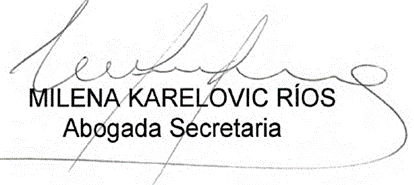 MILENA KARELOVIC RÍOS
Abogada Secretaria